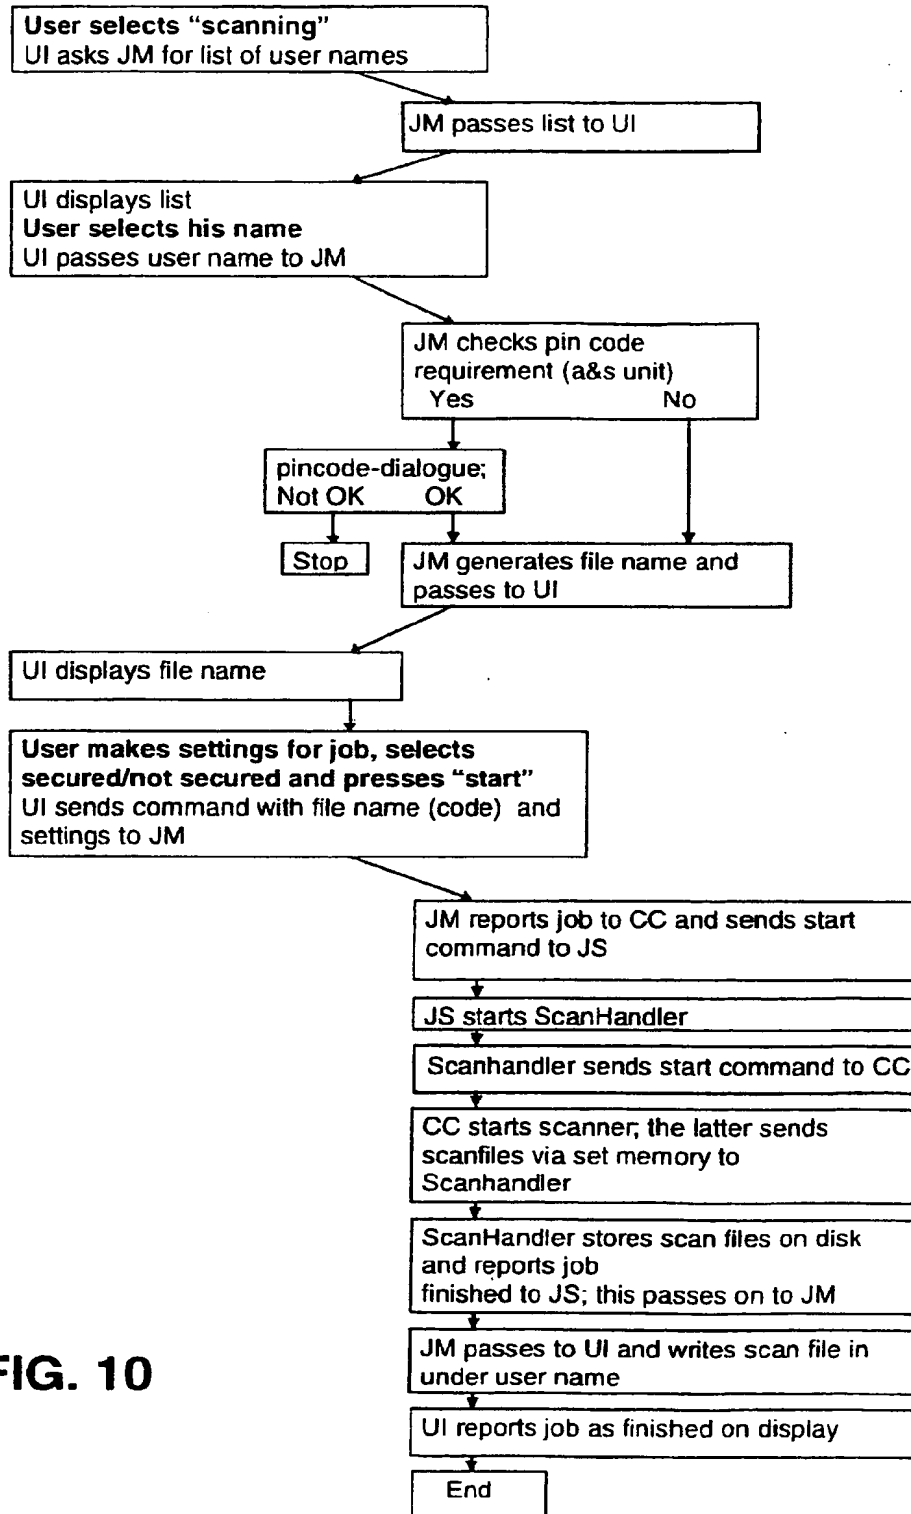 User selects “scanning”
UI asks JM for list of user names
JM passes list to UI
UI displays list
User selects his name
UI passes user name to JM
JM checks pin code
requirement (a&s unit)
Yes No
pincode-dialogue;
Not OK OK
Stop
JM generates file name and
passes to UI
UI displays file name
User makes settings for job, selects
secured/not secured and presses “start”
UI sends command with file name (code) and
settings to JM
JM reports job to CC and sends start
command to JS
JS starts ScanHandler
Scanhandler sends start command to CC
CC starts scanner; the latter sends
scanfiles via set memory to
Scanhandler
ScanHandler stores scan files on disk
and reports job
finished to JS; this passes on to JM
JM passes to UI and writes scan file in
under user name
UI reports job as finished on display
End
FIG. 10